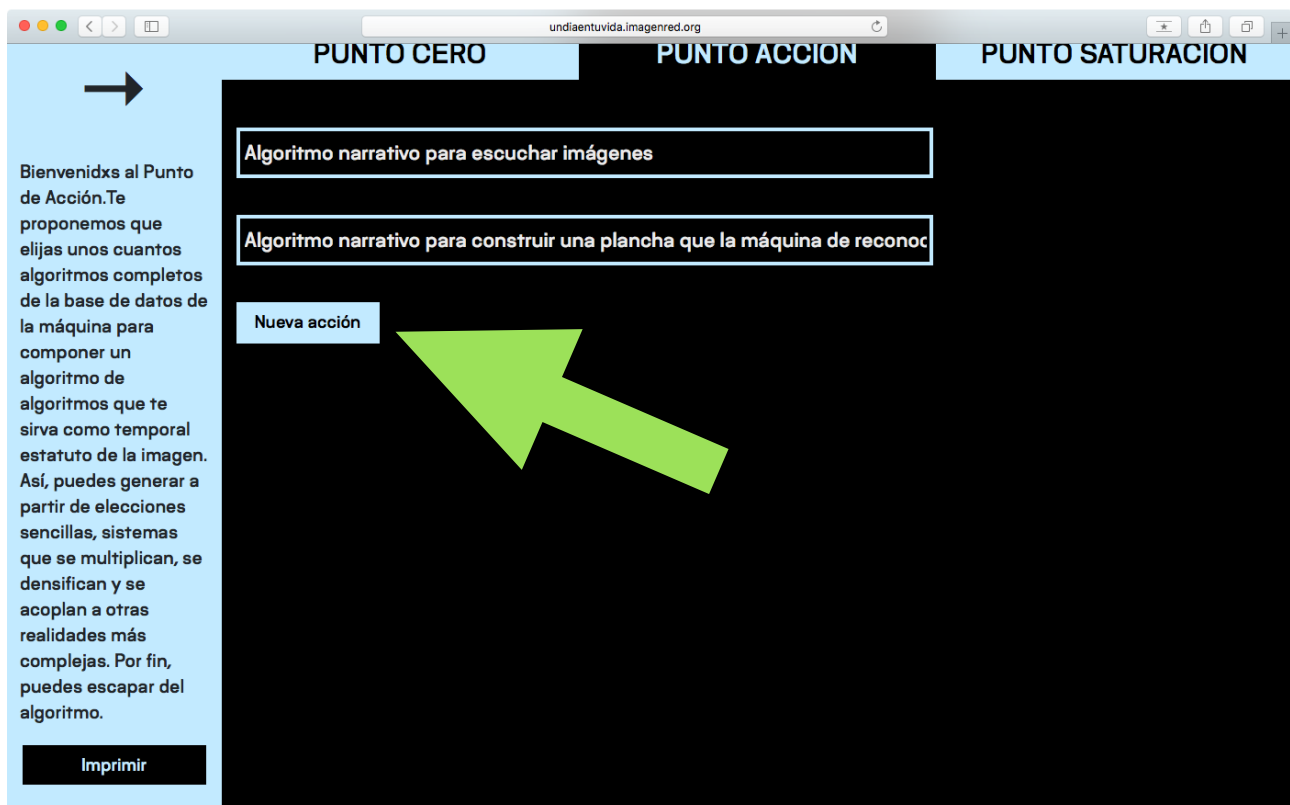 undiaentuvida.imagenred.org
PUNTO CERO
PUNTO ACCION
PUNTO SATURACION
Bienvenidxs al Punto
de Acción.Te
proponemos que
elijas unos cuantos
algoritmos completos
de la base de datos de
la máquina para
componer un
algoritmo de
algoritmos que te
sirva como temporal
estatuto de la imagen.
Así, puedes generar a
partir de elecciones
sencillas, sistemas
que se multiplican, se
densifican y se
acoplan a otras
realidades más
complejas. Por fin,
puedes escapar del
algoritmo.
Imprimir
Algoritmo narrativo para escuchar imágenes
Algoritmo narrativo para construir una plancha que la máquina de reconoc
Nueva acción